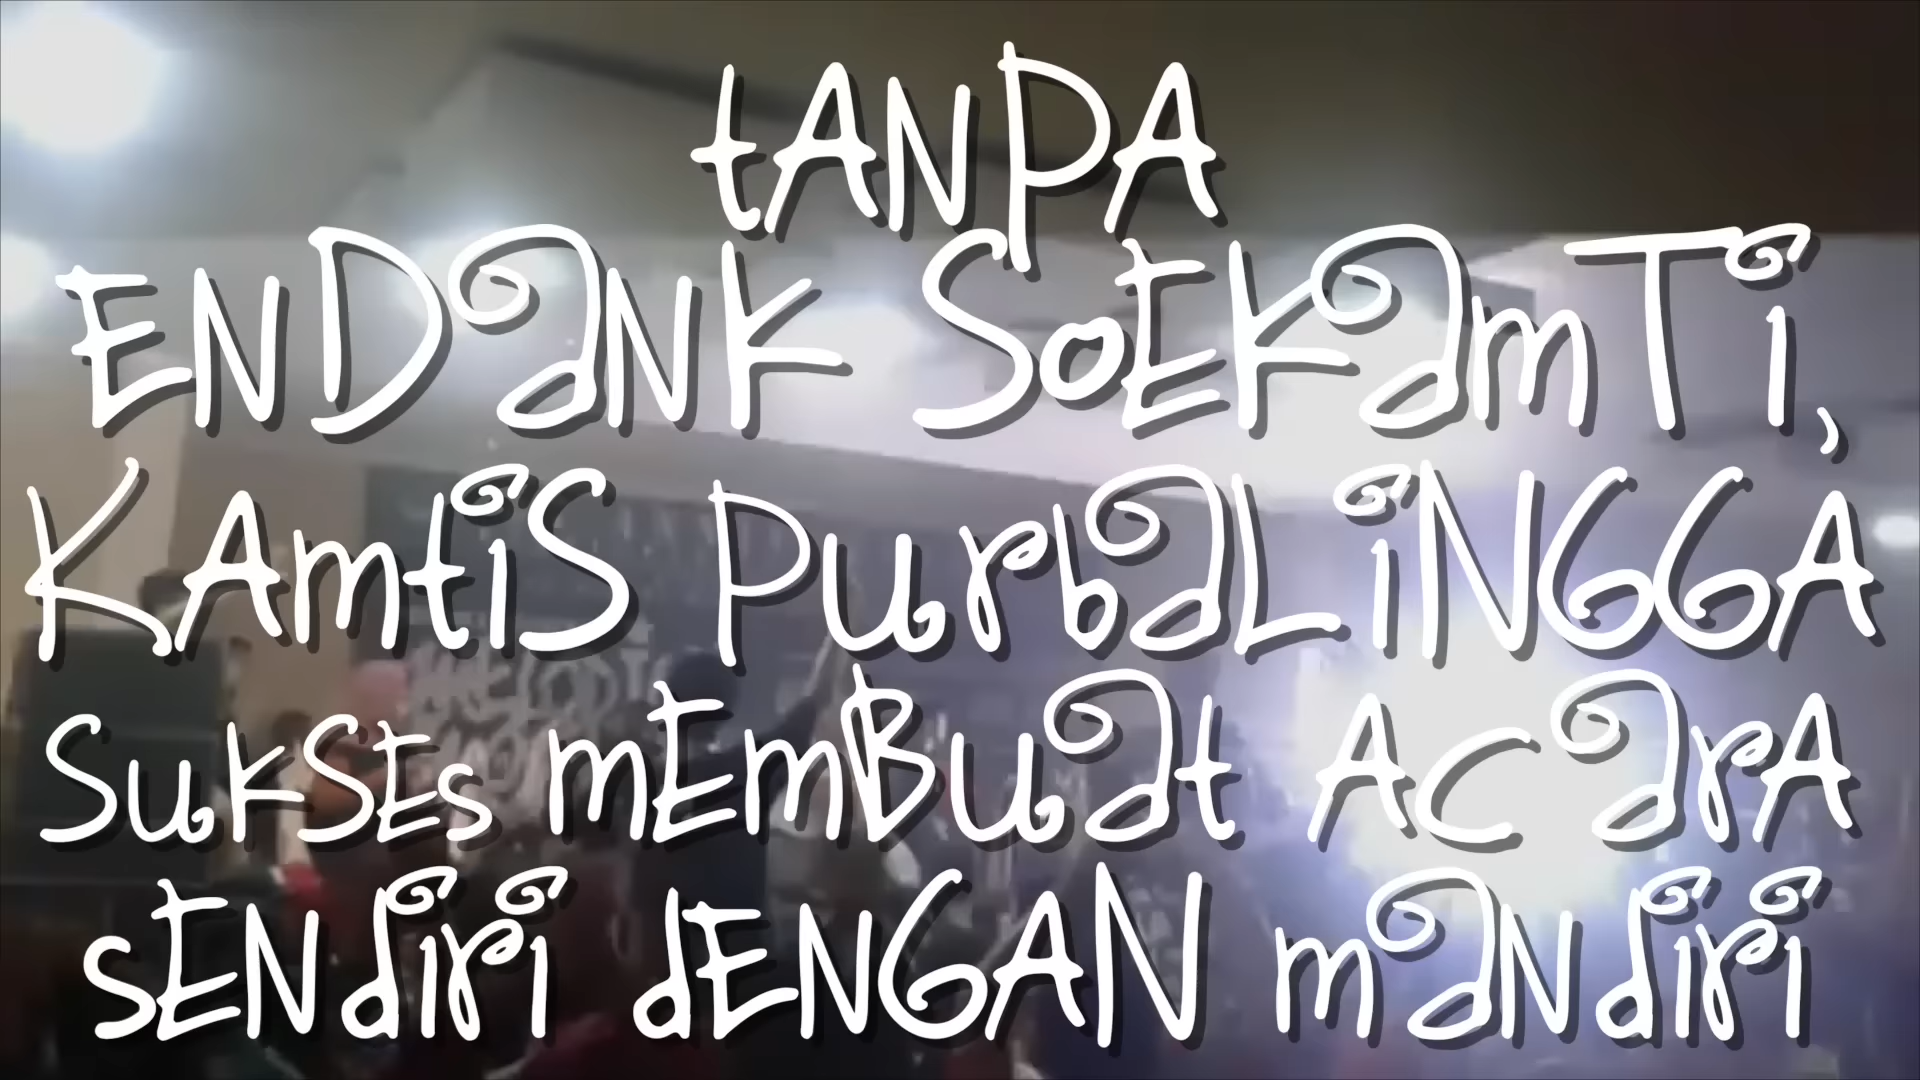 tANPA
ENDaNK SOEKamTi,
KAmtiS PurbaLiNGGA
SukSEs mEmBuat ACarA
sENdiri dENGAN maNdiri